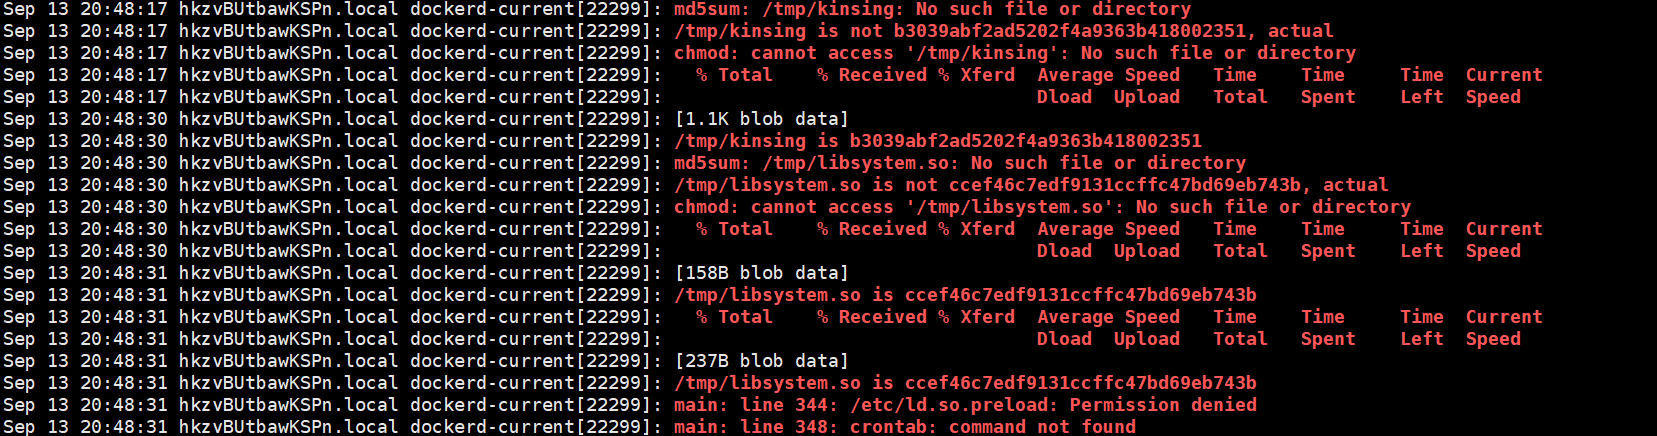 Sep 13 20:48:17 hkzvBUtbawKSPn.local dockerd-current[22299]: md5sum: /tmp/kinsing: No such file or directory
Sep 13 20:48:17 hkzvBUtbawKSPn.local dockerd-current[22299]: /tmp/kinsing is not b3039abf2ad5202f4a9363b418002351, actual
Sep 13 20:48:17 hkzvBUtbawKSPn.local dockerd-current[22299]: chmod: cannot access '/tmp/kinsing': No such file or directory
Sep 13 20:48:17 hkzvBUtbawKSPn.local dockerd-current[22299]:   % Total    % Received % Xferd  Average Speed   Time    Time    Time  Current
Sep 13 20:48:17 hkzvBUtbawKSPn.local dockerd-current[22299]:                                  Dload  Upload   Total   Spent    Left  Speed
Sep 13 20:48:30 hkzvBUtbawKSPn.local dockerd-current[22299]: [1.1K blob data]
Sep 13 20:48:30 hkzvBUtbawKSPn.local dockerd-current[22299]: /tmp/kinsing is b3039abf2ad5202f4a9363b418002351
Sep 13 20:48:30 hkzvBUtbawKSPn.local dockerd-current[22299]: md5sum: /tmp/libsystem.so: No such file or directory
Sep 13 20:48:30 hkzvBUtbawKSPn.local dockerd-current[22299]: /tmp/libsystem.so is not ccef46c7edf9131ccffc47bd69eb743b, actual
Sep 13 20:48:30 hkzvBUtbawKSPn.local dockerd-current[22299]: chmod: cannot access '/tmp/libsystem.so': No such file or directory
Sep 13 20:48:30 hkzvBUtbawKSPn.local dockerd-current[22299]:   % Total    % Received % Xferd  Average Speed   Time    Time    Time  Current
Sep 13 20:48:30 hkzvBUtbawKSPn.local dockerd-current[22299]:                                  Dload  Upload   Total   Spent    Left  Speed
Sep 13 20:48:31 hkzvBUtbawKSPn.local dockerd-current[22299]: [158B blob data]
Sep 13 20:48:31 hkzvBUtbawKSPn.local dockerd-current[22299]: /tmp/libsystem.so is ccef46c7edf9131ccffc47bd69eb743b
Sep 13 20:48:31 hkzvBUtbawKSPn.local dockerd-current[22299]:   % Total    % Received % Xferd  Average Speed   Time    Time    Time  Current
Sep 13 20:48:31 hkzvBUtbawKSPn.local dockerd-current[22299]:                                  Dload  Upload   Total   Spent    Left  Speed
Sep 13 20:48:31 hkzvBUtbawKSPn.local dockerd-current[22299]: [237B blob data]
Sep 13 20:48:31 hkzvBUtbawKSPn.local dockerd-current[22299]: /tmp/libsystem.so is ccef46c7edf9131ccffc47bd69eb743b
Sep 13 20:48:31 hkzvBUtbawKSPn.local dockerd-current[22299]: main: line 344: /etc/ld.so.preload: Permission denied
Sep 13 20:48:31 hkzvBUtbawKSPn.local dockerd-current[22299]: main: line 348: crontab: command not found